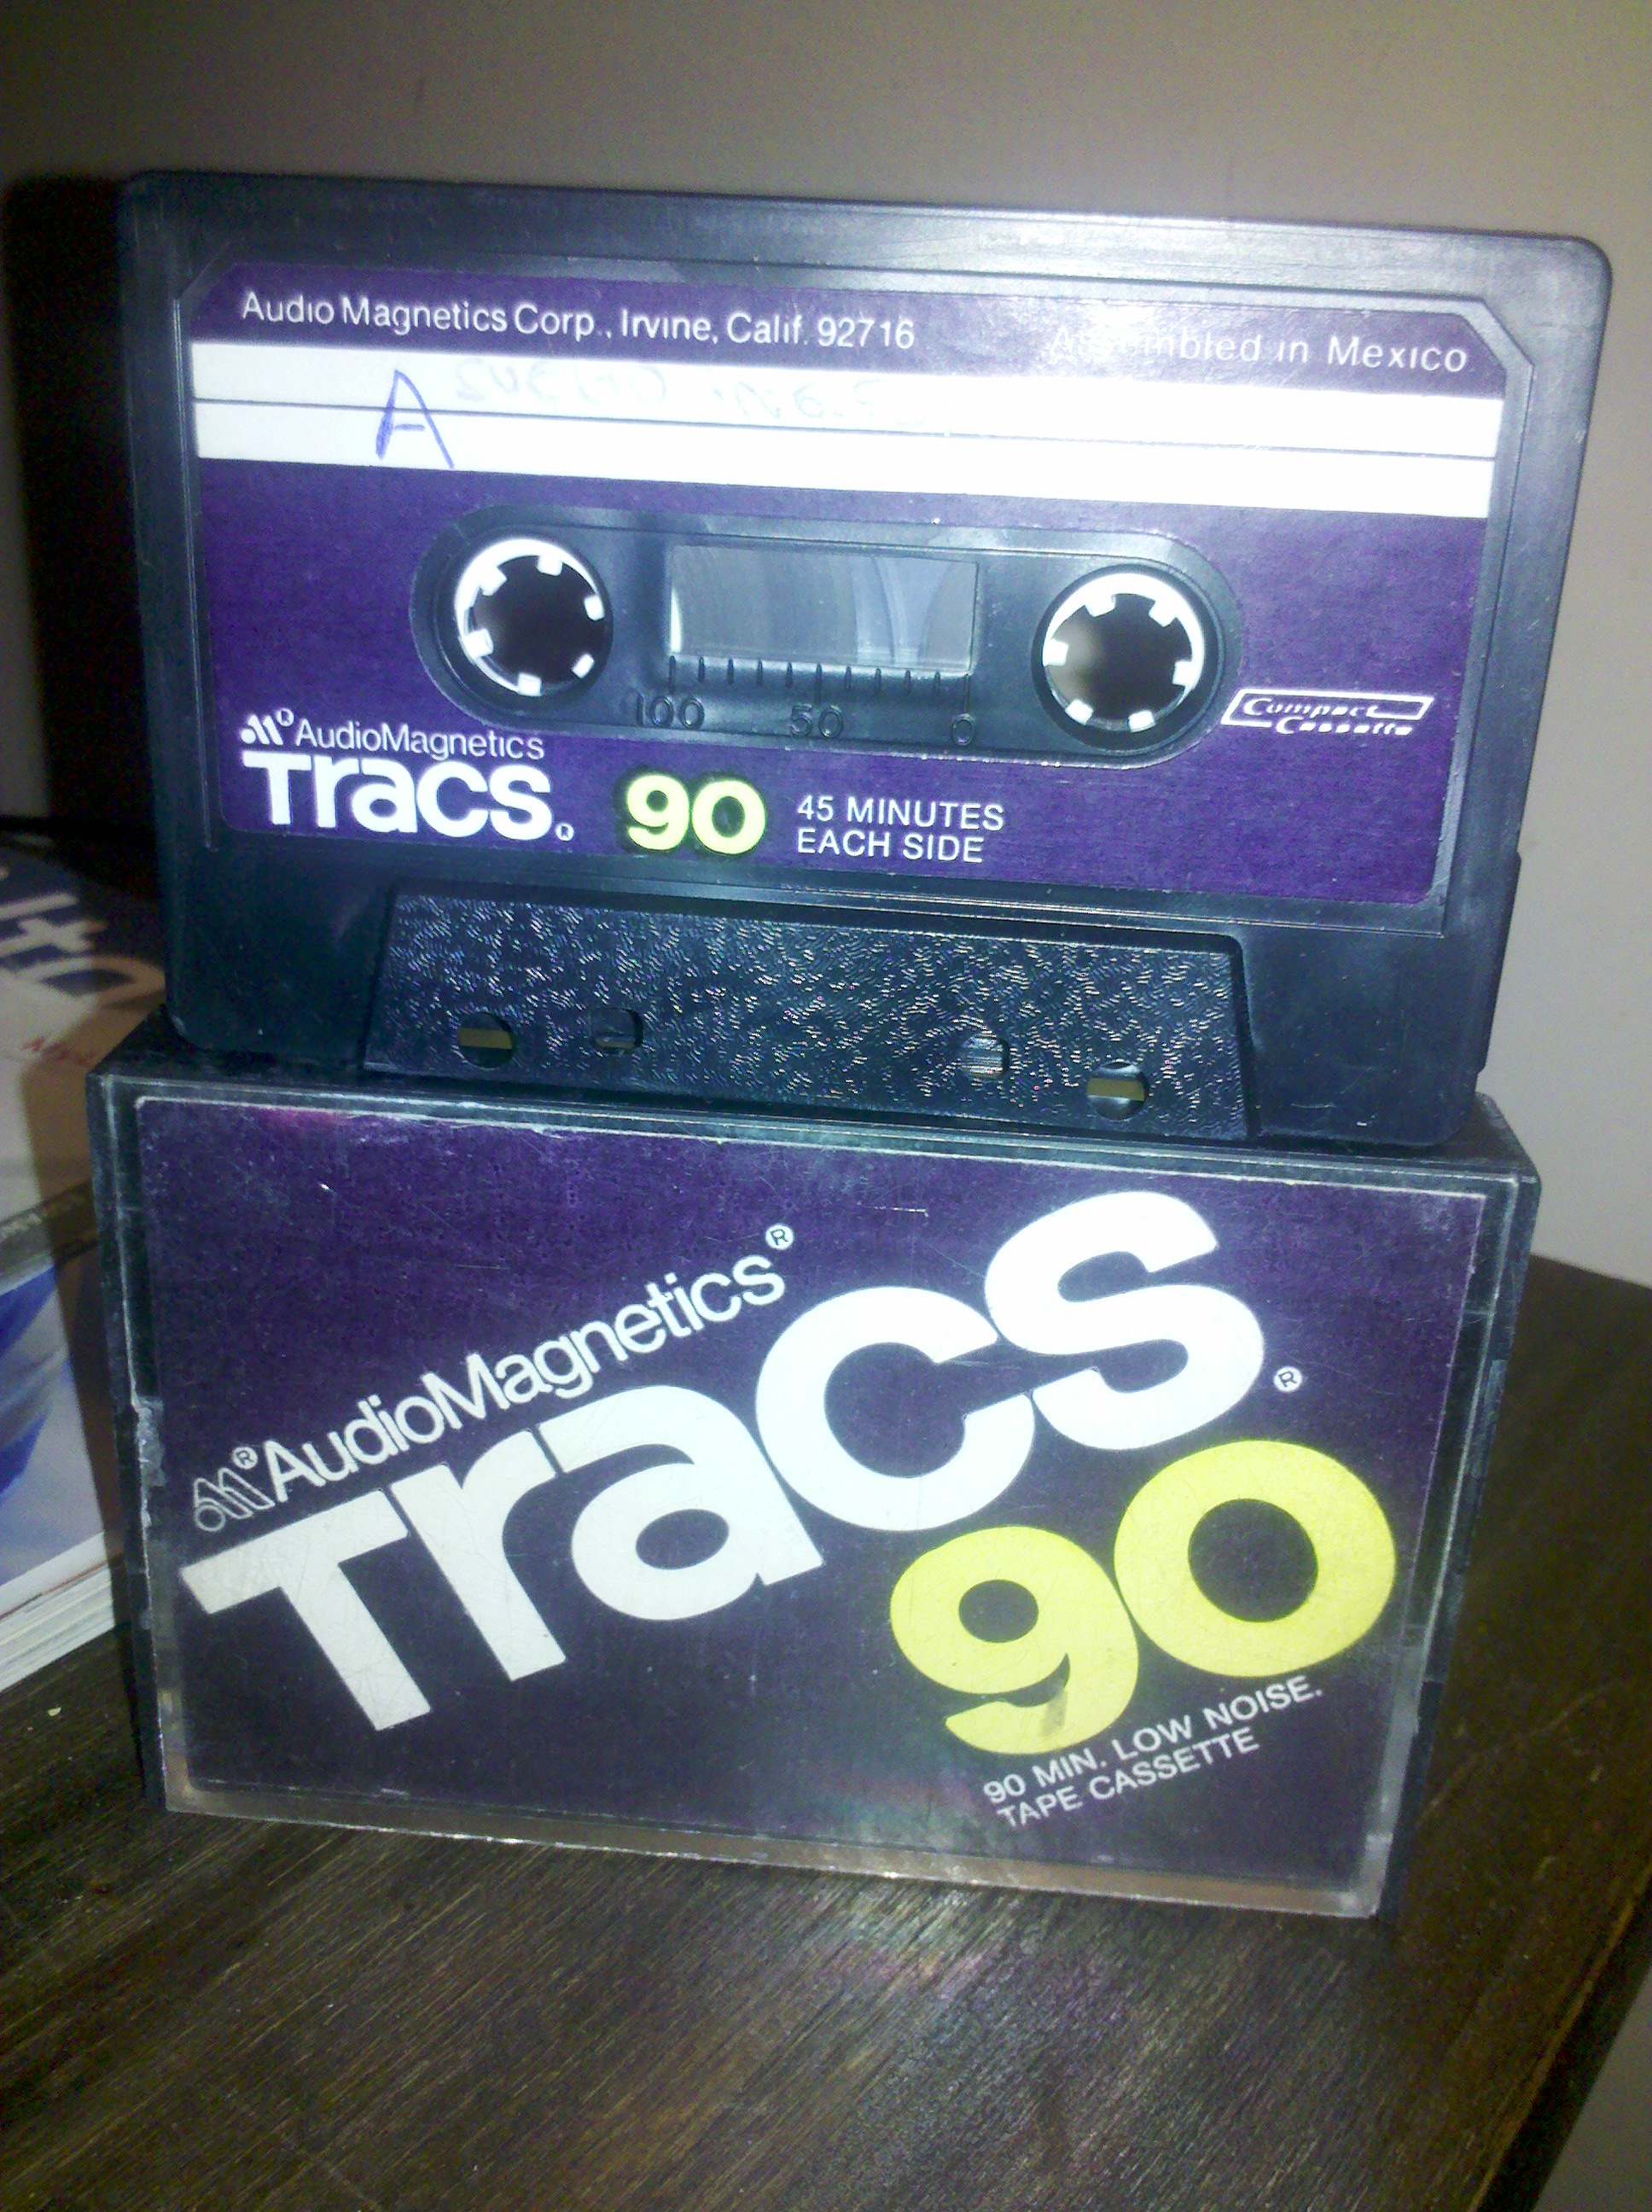 Audio Magnetics Corp., Irvine, Calif. 92716
Assembled in Mexico
A
100 50 0
Compact
Cassette
AudioMagnetics®
Tracs®
90
45 MINUTES
EACH SIDE
AudioMagnetics®
Tracs®
90
90 MIN. LOW NOISE.
TAPE CASSETTE